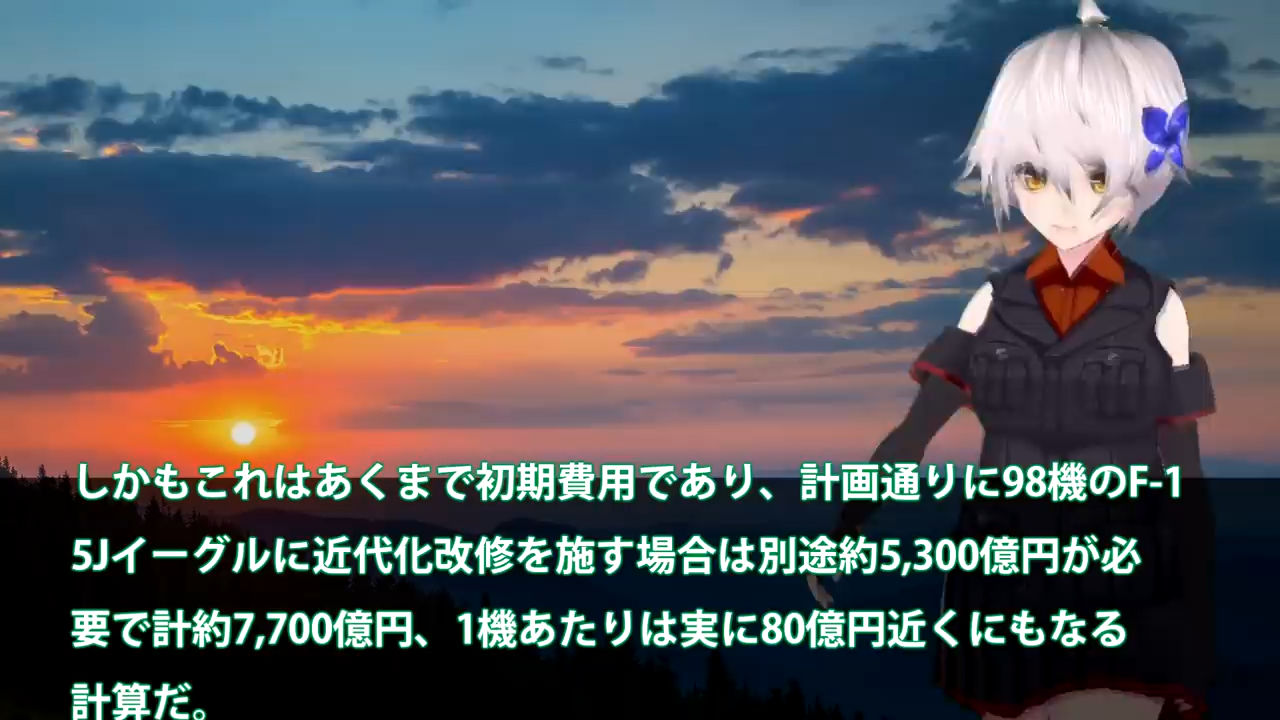 しかもこれはあくまで初期費用であり、計画通りに98機のF-1
5Jイーグルに近代化改修を施す場合は別途約5,300億円が必
要で計約7,700億円、1機あたりは実に80億円近くにもなる
計算だ。